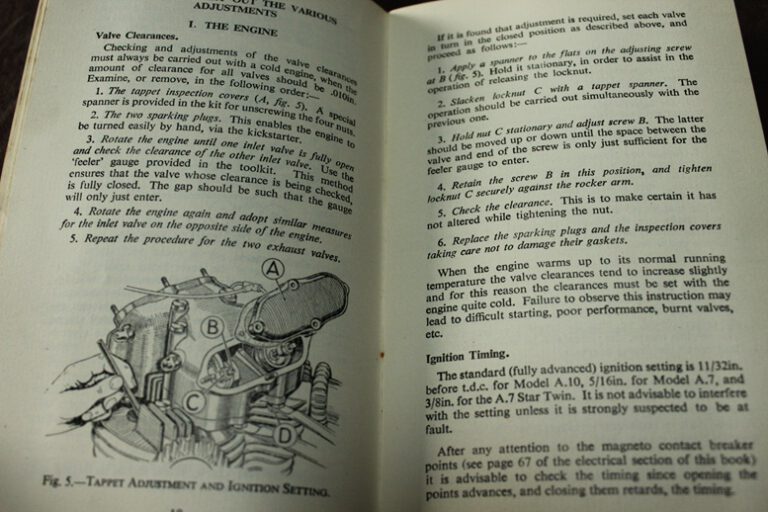 OUT THE VARIOUS
ADJUSTMENTS
I. THE ENGINE
Valve Clearances.
Checking and adjustments of the valve clearances
must always be carried out with a cold engine, when the
amount of clearance for all valves should be .010in.
Examine, or remove, in the following order:—
1. The tappet inspection covers (A, fig. 5). A special
spanner is provided in the kit for unscrewing the four nuts.
2. The two sparking plugs. This enables the engine to
be turned easily by hand, via the kickstarter.
3. Rotate the engine until one inlet valve is fully open
and check the clearance of the other inlet valve. Use the
'feeler' gauge provided in the toolkit. This method
ensures that the valve whose clearance is being checked,
is fully closed. The gap should be such that the gauge
will only just enter.
4. Rotate the engine again and adopt similar measures
for the inlet valve on the opposite side of the engine.
5. Repeat the procedure for the two exhaust valves.
A
B
C
D
Fig. 5.—TAPPET ADJUSTMENT AND IGNITION SETTING.
If it is found that adjustment is required, set each valve
in turn in the closed position as described above, and
proceed as follows:—
1. Apply a spanner to the flats on the adjusting screw
at B (fig. 5). Hold it stationary, in order to assist in the
operation of releasing the locknut.
2. Slacken locknut C with a tappet spanner. The
operation should be carried out simultaneously with the
previous one.
3. Hold nut C stationary and adjust screw B. The latter
should be moved up or down until the space between the
valve and end of the screw is only just sufficient for the
feeler gauge to enter.
4. Retain the screw B in this position, and tighten
locknut C securely against the rocker arm.
5. Check the clearance. This is to make certain it has
not altered while tightening the nut.
6. Replace the sparking plugs and the inspection covers
taking care not to damage their gaskets.
When the engine warms up to its normal running
temperature the valve clearances tend to increase slightly
and for this reason the clearances must be set with the
engine quite cold. Failure to observe this instruction may
lead to difficult starting, poor performance, burnt valves,
etc.
Ignition Timing.
The standard (fully advanced) ignition setting is 11/32in.
before t.d.c. for Model A.10, 5/16in. for Model A.7, and
3/8in. for the A.7 Star Twin. It is not advisable to interfere
with the setting unless it is strongly suspected to be at
fault.
After any attention to the magneto contact breaker
points (see page 67 of the electrical section of this book)
it is advisable to check the timing since opening the
points advances, and closing them retards, the timing.